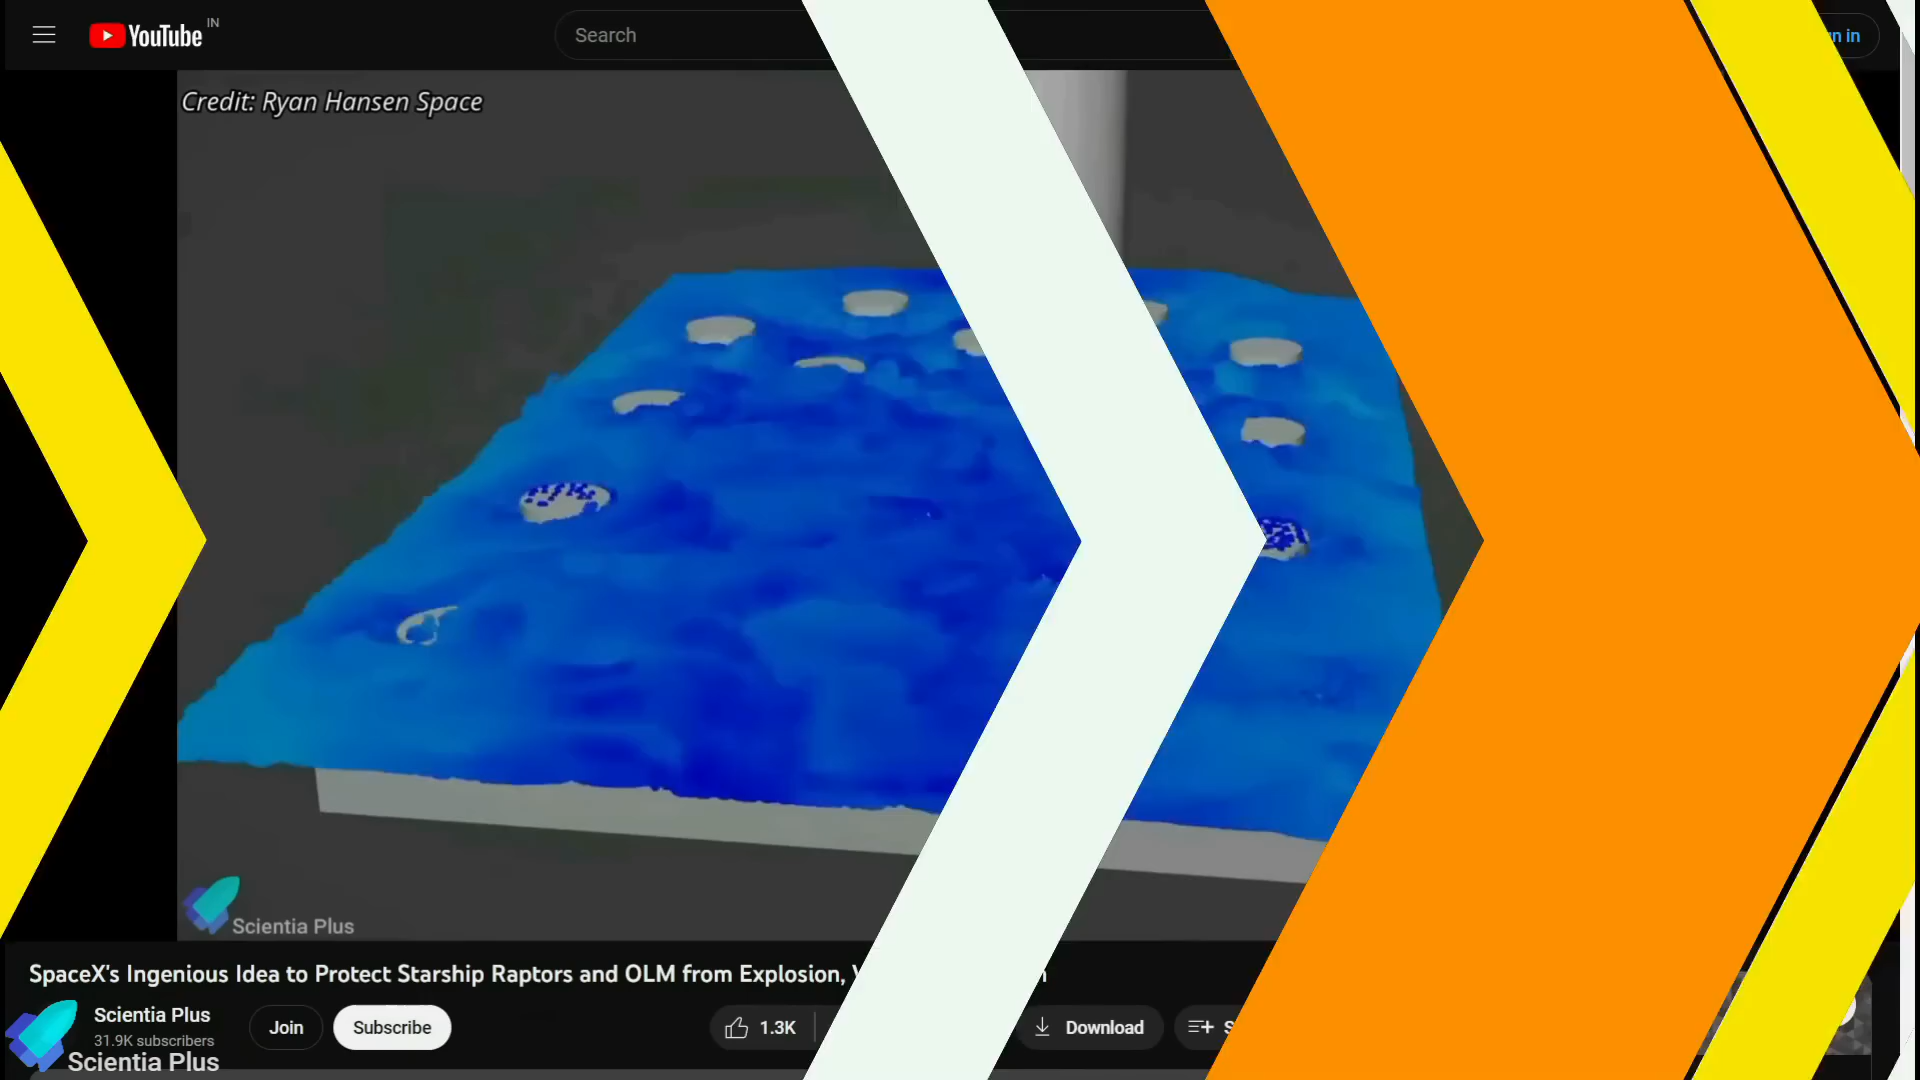 YouTube IN
Search
n in
Credit: Ryan Hansen Space
Scientia Plus
SpaceX's Ingenious Idea to Protect Starship Raptors and OLM from Explosion,
Scientia Plus
31.9K subscribers
Join
Subscribe
1.3K
Download
Scientia Plus